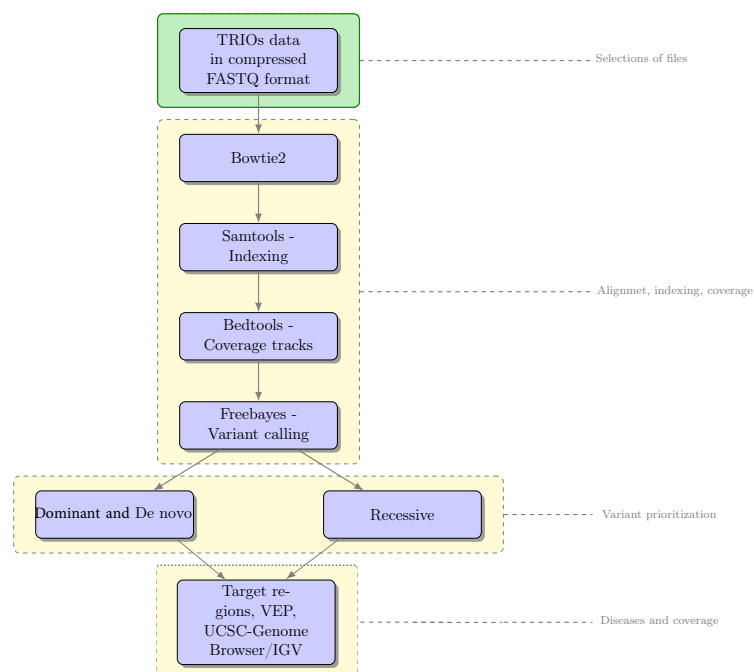 TRIOs data
in compressed
FASTQ format
Selections of files
Bowtie2
Samtools -
Indexing
Alignmet, indexing, coverage
Bedtools -
Coverage tracks
Freebayes -
Variant calling
Dominant and De novo
Recessive
Variant prioritization
Target re-
gions, VEP,
UCSC-Genome
Browser/IGV
Diseases and coverage